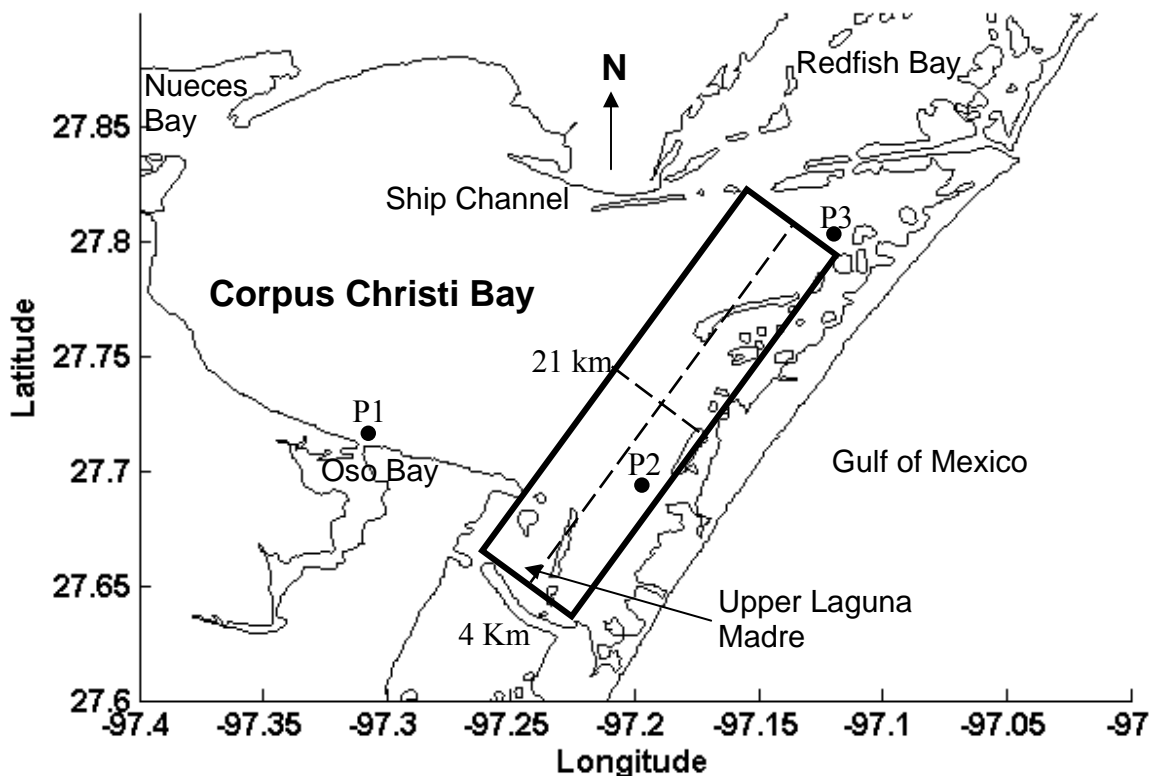 N
Redfish Bay
Nueces
Bay
27.85
Ship Channel
P3
27.8
Corpus Christi Bay
Latitude
27.75
21 km
P1
Oso Bay
27.7
P2
Gulf of Mexico
27.65
Upper Laguna
Madre
4 Km
27.6
-97.4
-97.35
-97.3
-97.25
-97.2
-97.15
-97.1
-97.05
-97
Longitude